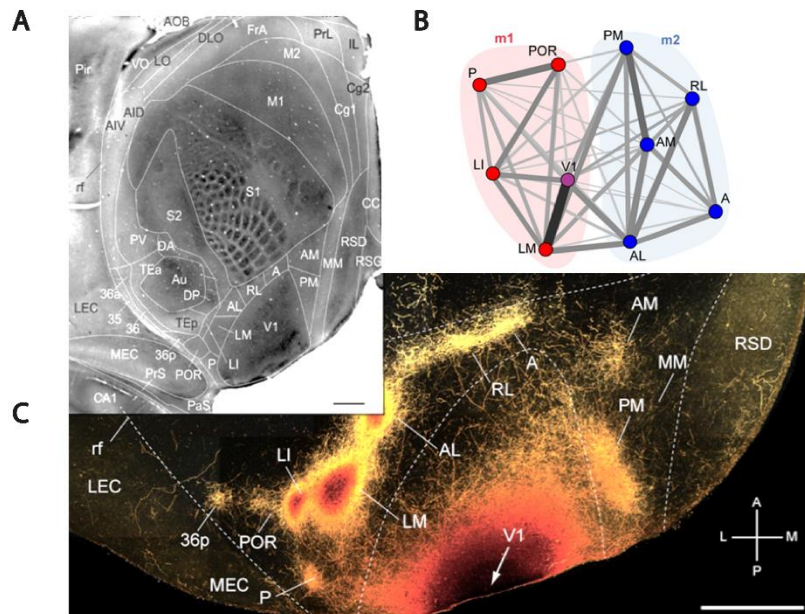 A
AOB
DLO
FrA
PrL
IL
VO
LO
M2
Pir
Cg2
AID
M1
Cg1
AIV
rf
S1
S2
CC
PV
DA
AM
RSD
TEa
MM
RSG
A
Au
RL
PM
36a
DP
LEC
AL
35
36
TEp
LM
V1
MEC
36p
P
LI
PrS
POR
CA1
PaS
B
m1
m2
PM
POR
P
RL
AM
V1
LI
A
LM
AL
C
AM
RSD
A
MM
RL
PM
rf
LI
AL
LEC
LM
36p
POR
V1
A
L
M
P
MEC
P